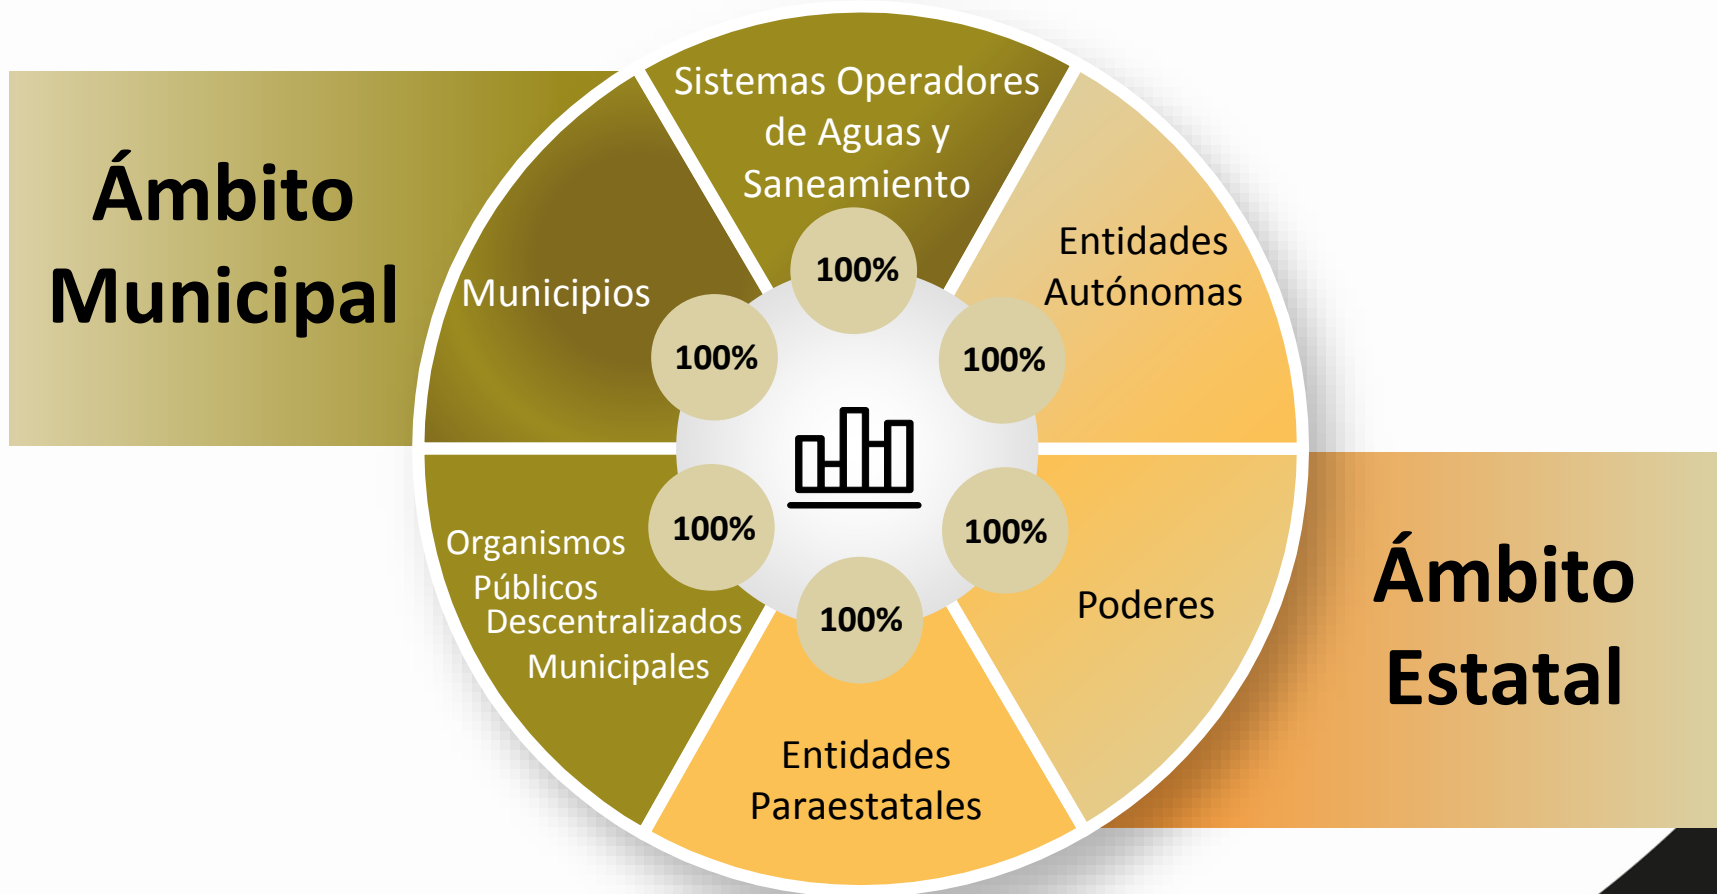 Ámbito
Municipal
Sistemas Operadores
de Aguas y
Saneamiento
100%
Municipios
100%
Entidades
Autónomas
100%
Organismos
Públicos
Descentralizados
Municipales
100%
Poderes
100%
Entidades
Paraestatales
100%
Ámbito
Estatal